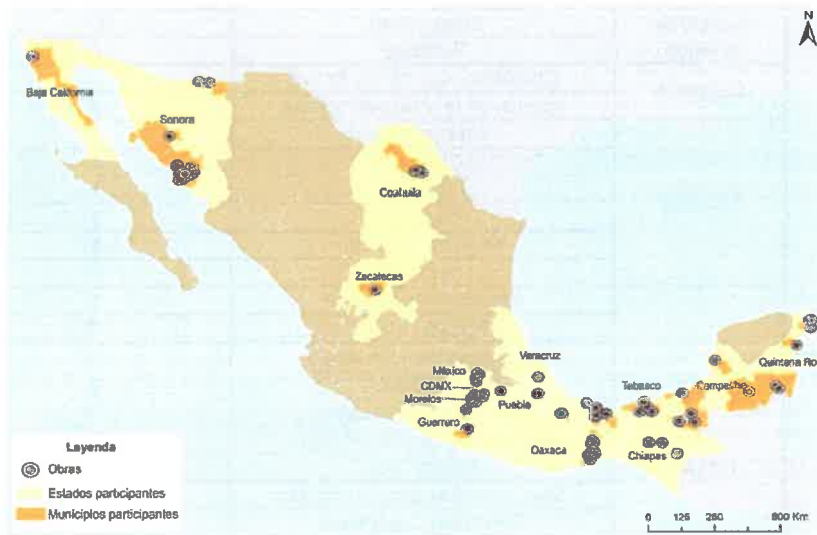 N
Baja California
Sonora
Coahuila
Zacatecas
México
CDMX
Morelos
Guerrero
Veracruz
Puebla
Oaxaca
Tabasco
Chiapas
Campeche
Quintana Ro
Leyenda
Obras
Estados participantes
Municipios participantes
0 125 250 500 Km